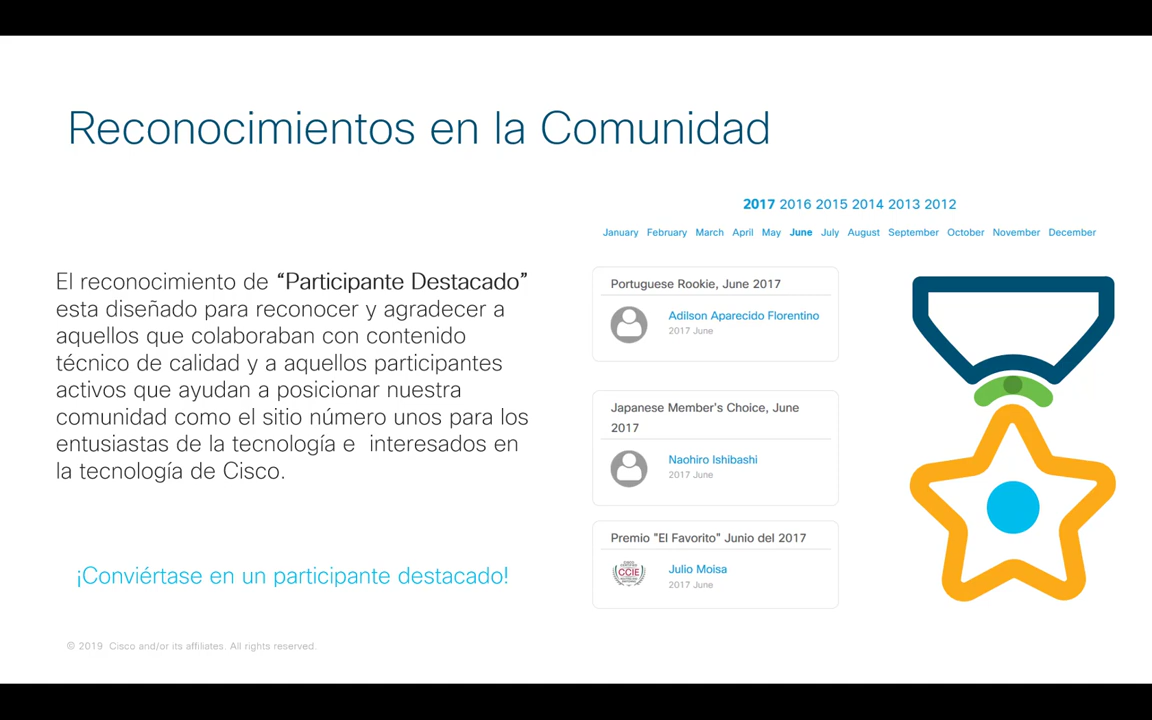 Reconocimientos en la Comunidad
2017 2016 2015 2014 2013 2012
January February March April May June July August September October November December
El reconocimiento de “Participante Destacado”
esta diseñado para reconocer y agradecer a
aquellos que colaboraban con contenido
técnico de calidad y a aquellos participantes
activos que ayudan a posicionar nuestra
comunidad como el sitio número unos para los
entusiastas de la tecnología e interesados en
la tecnología de Cisco.
¡Conviértase en un participante destacado!
Portuguese Rookie, June 2017
Adilson Aparecido Florentino
2017 June
Japanese Member's Choice, June
2017
Naohiro Ishibashi
2017 June
Premio "El Favorito" Junio del 2017
CCIE
Julio Moisa
2017 June
© 2019 Cisco and/or its affiliates. All rights reserved.